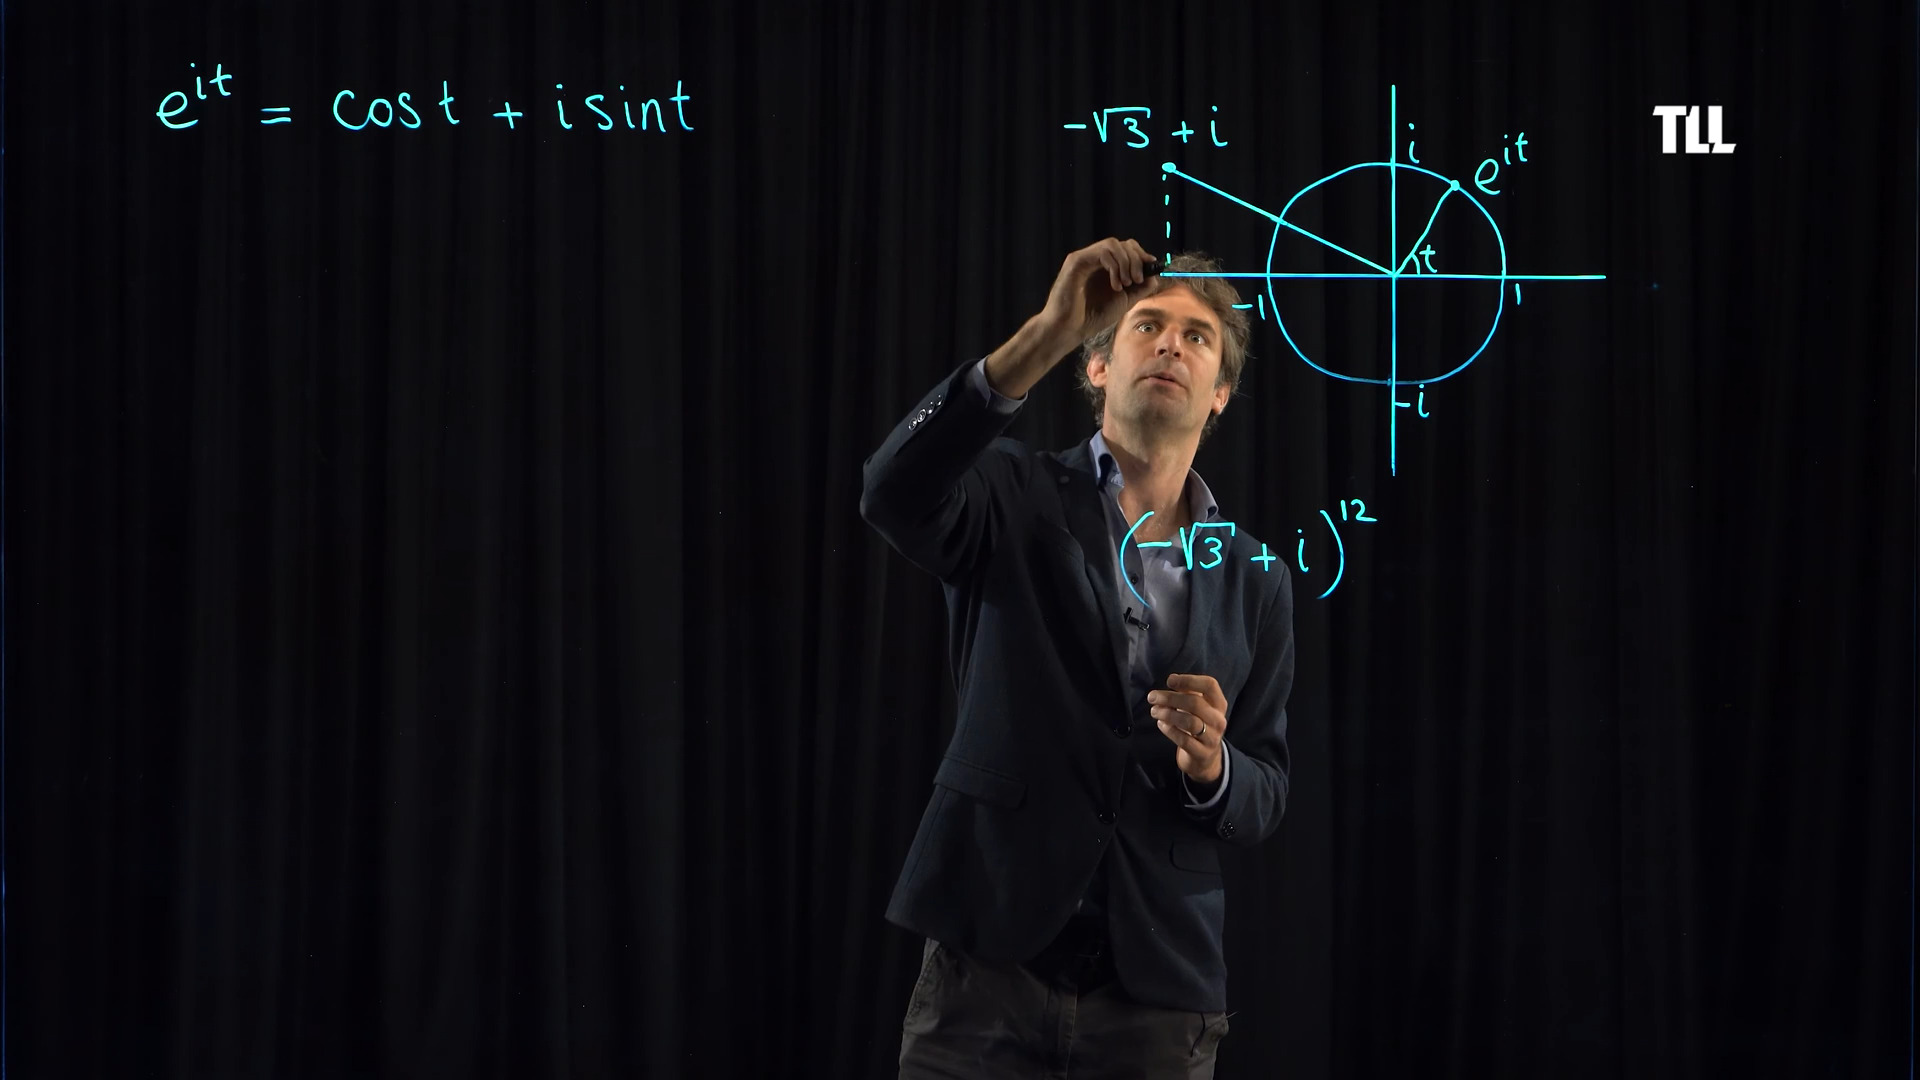 e^{it} = cos t + i sin t
-√3 + i
i
e^{it}
TLL
t
-1
1
-i
(-√3 + i)^{12}